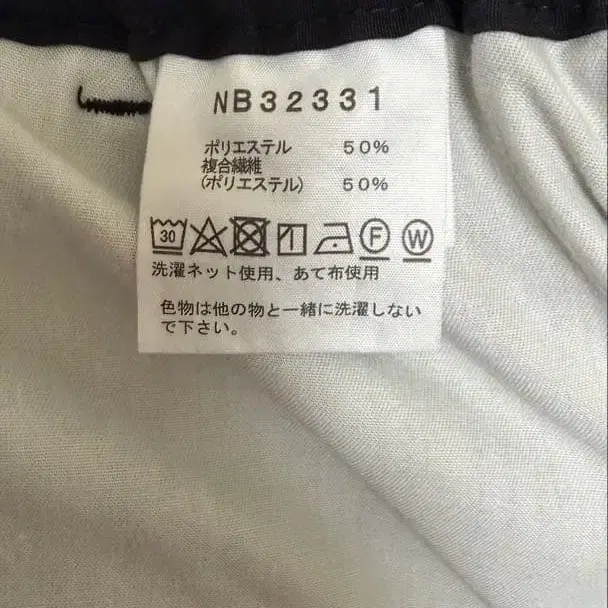 NB32331
ポリエステル 50%
複合繊維
(ポリエステル) 50%
30 F W
洗濯ネット使用、あて布使用
色物は他の物と一緒に洗濯しない
で下さい。